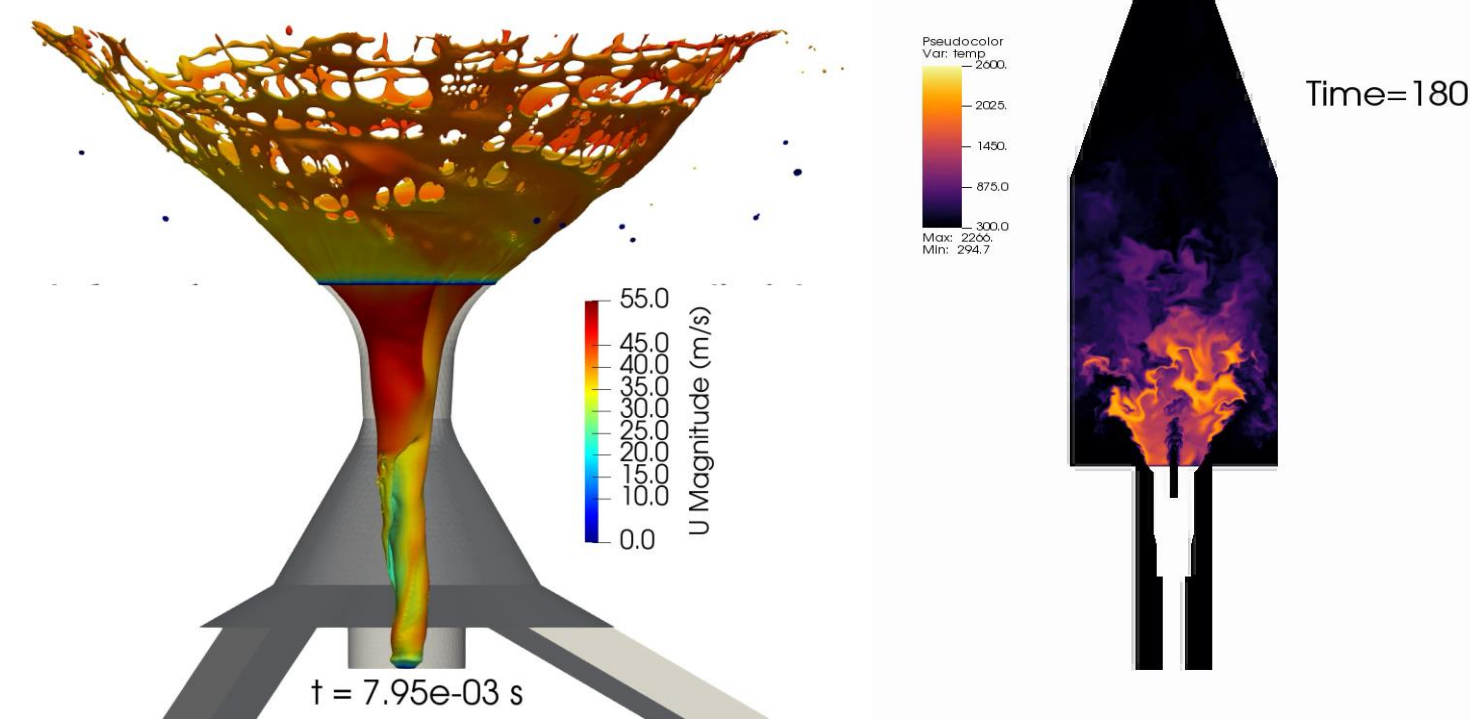 55.0
45.0
40.0
35.0
30.0
25.0
20.0
15.0
10.0
0.0
U Magnitude (m/s)
t = 7.95e-03 s
Pseudocolor
Var: temp
2600.
2025.
1450.
875.0
300.0
Max: 2266.
Min: 294.7
Time=180